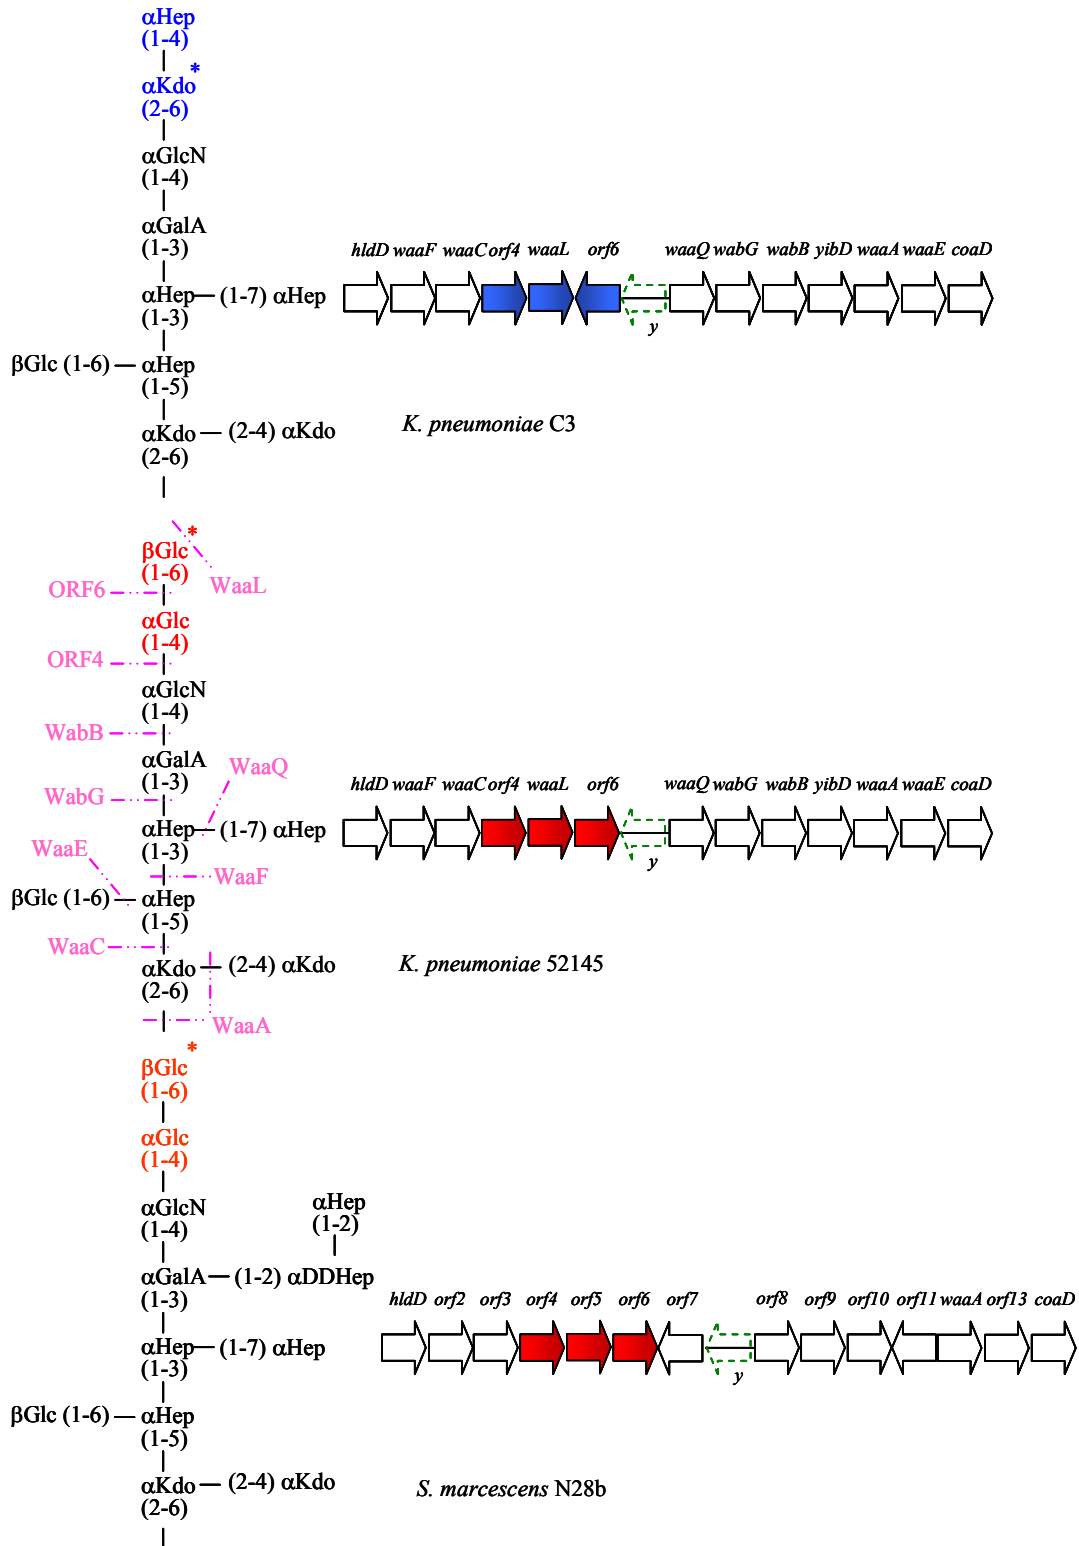 αHep
(1-4)
*
αKdo
(2-6)
αGlcN
(1-4)
αGalA
(1-3)
hldD waaF waaC orf4 waaL orf6 waaQ wabG wabB yibD waaA waaE coaD
αHep (1-7) αHep
(1-3)
y
βGlc (1-6) αHep
(1-5)
K. pneumoniae C3
αKdo (2-4) αKdo
(2-6)
*
βGlc
(1-6)
WaaL
ORF6
αGlc
(1-4)
ORF4
αGlcN
(1-4)
WabB
αGalA
WaaQ
(1-3)
hldD waaF waaC orf4 waaL orf6 waaQ wabG wabB yibD waaA waaE coaD
WabG
αHep (1-7) αHep
(1-3)
WaaE
y
WaaF
βGlc (1-6) αHep
(1-5)
WaaC
αKdo (2-4) αKdo
K. pneumoniae 52145
(2-6)
WaaA
*
βGlc
(1-6)
αGlc
(1-4)
αHep
αGlcN
(1-2)
(1-4)
αGalA (1-2) αDDHep
(1-3)
hldD orf2 orf3 orf4 orf5 orf6 orf7 orf8 orf9 orf10 orf11 waaA orf13 coaD
αHep (1-7) αHep
(1-3)
y
βGlc (1-6) αHep
(1-5)
αKdo (2-4) αKdo
S. marcescens N28b
(2-6)